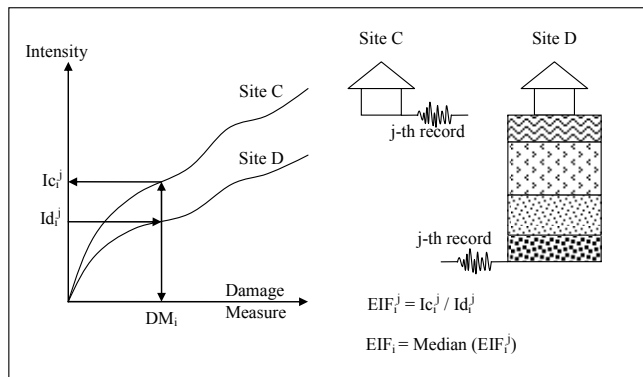 Intensity
Site C
Site D
Ic_i^j
Id_i^j
Damage
Measure
DM_i
Site C
Site D
j-th record
j-th record
EIF_i^j = Ic_i^j / Id_i^j
EIF_i = Median (EIF_i^j)